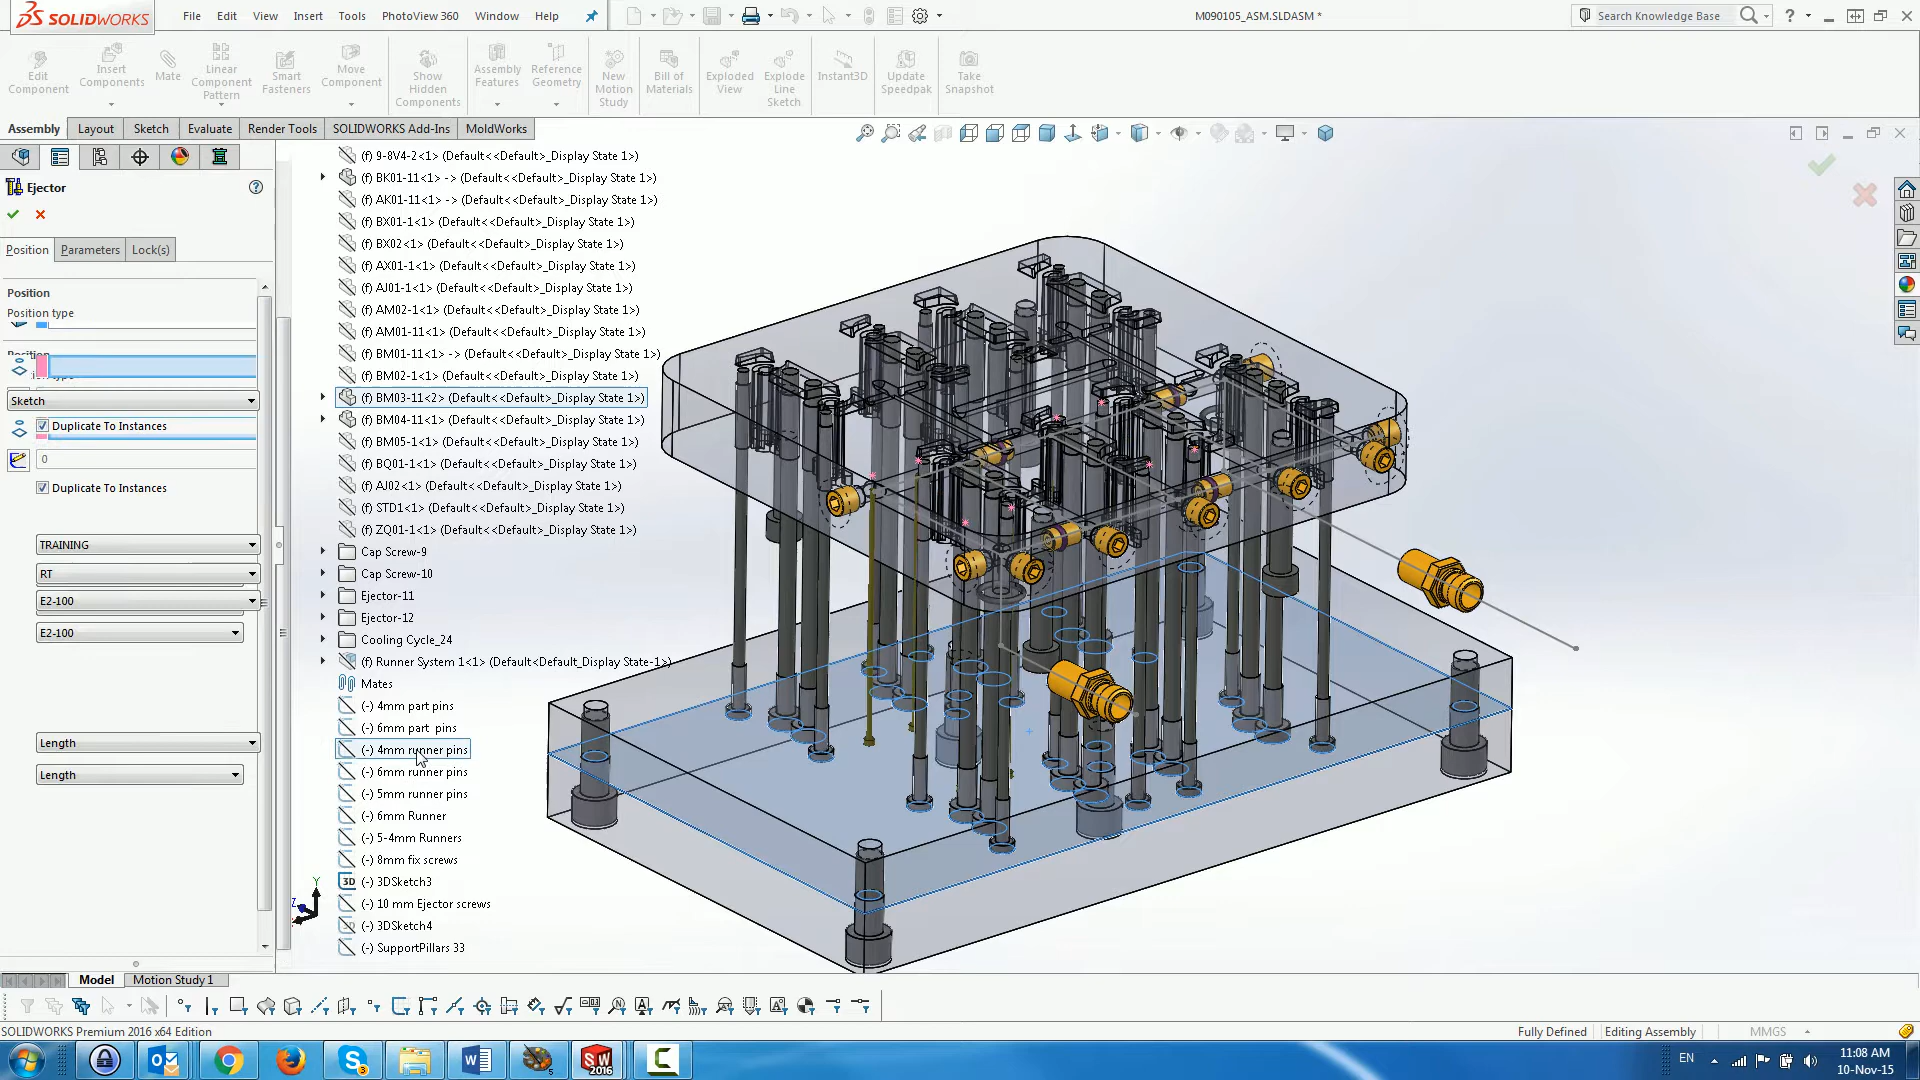 SOLIDWORKS
File Edit View Insert Tools PhotoView 360 Window Help
M090105_ASM.SLDASM *
Search Knowledge Base
Edit Component
Insert Components
Mate
Linear Component Pattern
Smart Fasteners
Move Component
Show Hidden Components
Assembly Features
Reference Geometry
New Motion Study
Bill of Materials
Exploded View
Explode Line Sketch
Instant3D
Update Speedpak
Take Snapshot
Assembly Layout Sketch Evaluate Render Tools SOLIDWORKS Add-Ins MoldWorks
Ejector
Position Parameters Lock(s)
Position
Position type
Sketch
Duplicate To Instances
0
Duplicate To Instances
TRAINING
RT
E2-100
E2-100
Length
Length
(f) 9-8V4-2<1> (Default<<Default>_Display State 1>)
(f) BK01-11<1> -> (Default<<Default>_Display State 1>)
(f) AK01-11<1> -> (Default<<Default>_Display State 1>)
(f) BX01-1<1> (Default<<Default>_Display State 1>)
(f) BX02<1> (Default<<Default>_Display State 1>)
(f) AX01-1<1> (Default<<Default>_Display State 1>)
(f) AJ01-1<1> (Default<<Default>_Display State 1>)
(f) AM02-1<1> (Default<<Default>_Display State 1>)
(f) AM01-11<1> (Default<<Default>_Display State 1>)
(f) BM01-11<1> -> (Default<<Default>_Display State 1>)
(f) BM02-1<1> (Default<<Default>_Display State 1>)
(f) BM03-11<2> (Default<<Default>_Display State 1>)
(f) BM04-11<1> (Default<<Default>_Display State 1>)
(f) BM05-1<1> (Default<<Default>_Display State 1>)
(f) BQ01-1<1> (Default<<Default>_Display State 1>)
(f) AJ02<1> (Default<<Default>_Display State 1>)
(f) STD1<1> (Default<<Default>_Display State 1>)
(f) ZQ01-1<1> (Default<<Default>_Display State 1>)
Cap Screw-9
Cap Screw-10
Ejector-11
Ejector-12
Cooling Cycle_24
(f) Runner System 1<1> (Default<Default_Display State-1>)
Mates
(-) 4mm part pins
(-) 6mm part pins
(-) 4mm runner pins
(-) 6mm runner pins
(-) 5mm runner pins
(-) 6mm Runner
(-) 5-4mm Runners
(-) 8mm fix screws
3D (-) 3DSketch3
(-) 10 mm Ejector screws
(-) 3DSketch4
(-) SupportPillars 33
Y
Z
Model Motion Study 1
SOLIDWORKS Premium 2016 x64 Edition
Fully Defined Editing Assembly MMGS
EN
11:08 AM
10-Nov-15